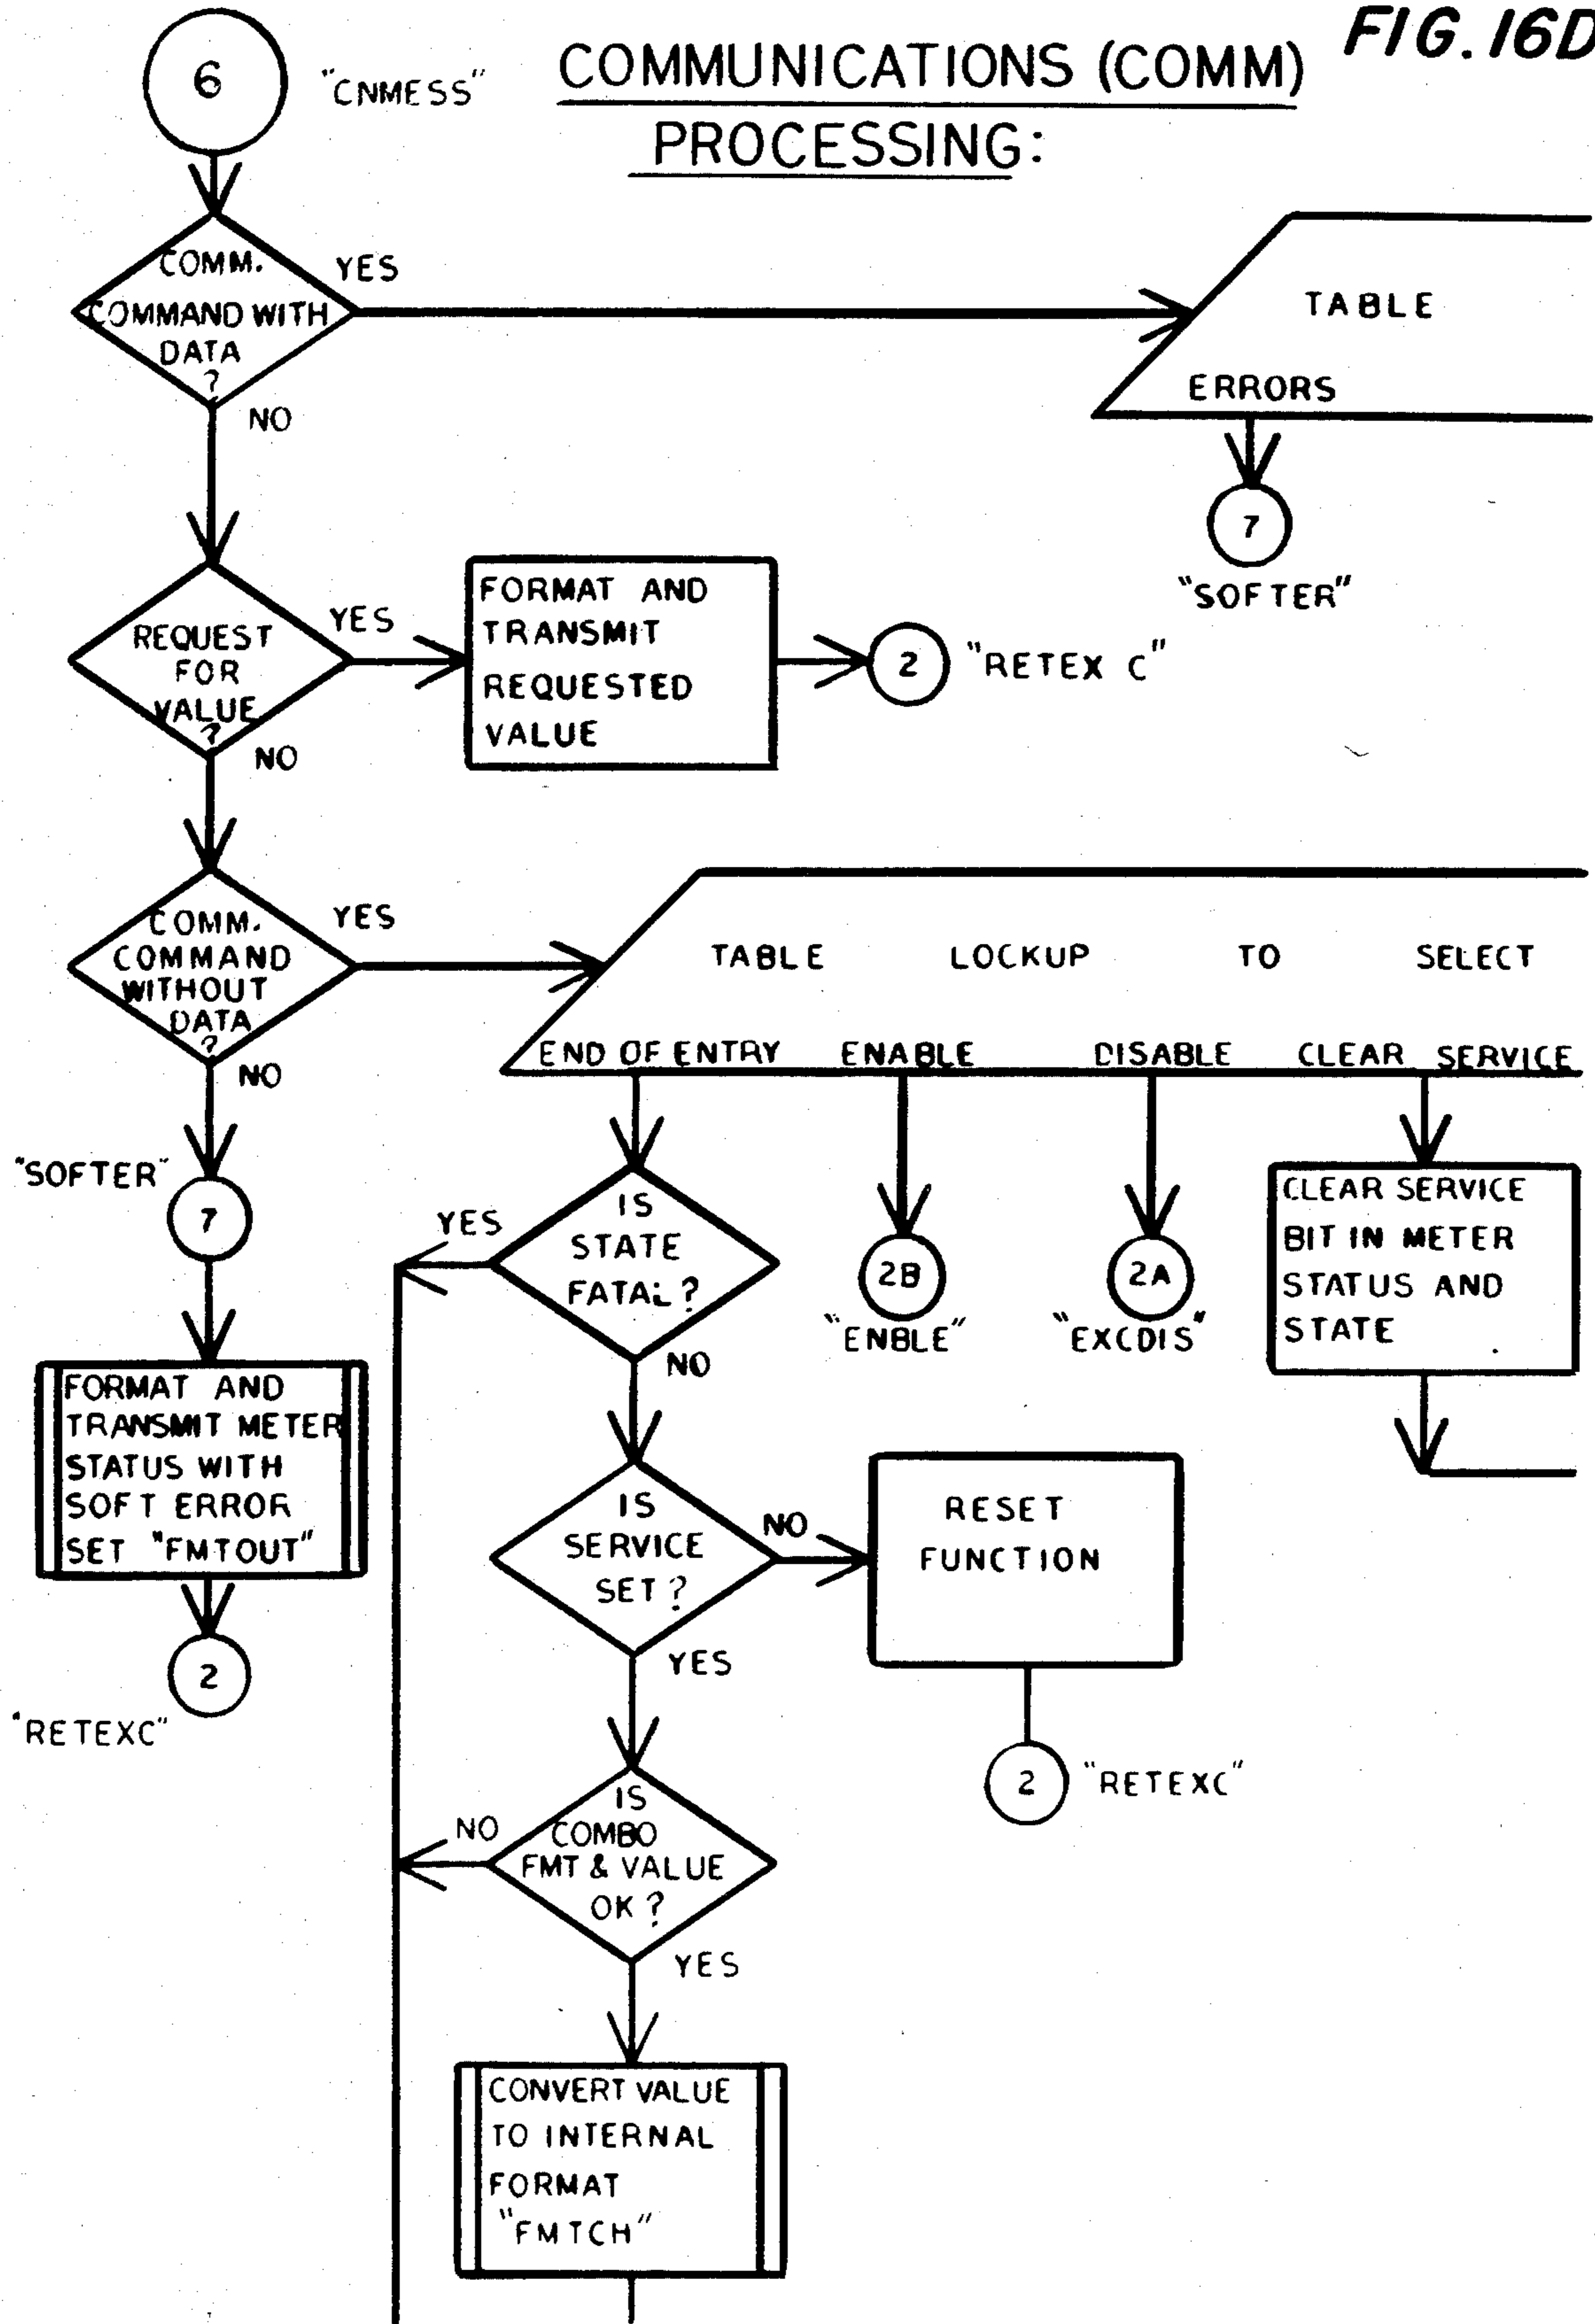 FIG. 16D
COMMUNICATIONS (COMM)
PROCESSING:
6
"CNMESS"
COMM.
COMMAND WITH
DATA
?
YES
NO
TABLE
ERRORS
7
"SOFTER"
REQUEST
FOR
VALUE
?
YES
NO
FORMAT AND
TRANSMIT
REQUESTED
VALUE
2
"RETEX C"
COMM.
COMMAND
WITHOUT
DATA
?
YES
NO
TABLE LOCKUP TO SELECT
END OF ENTRY ENABLE DISABLE CLEAR SERVICE
"SOFTER"
7
FORMAT AND
TRANSMIT METER
STATUS WITH
SOFT ERROR
SET "FMTOUT"
2
"RETEXC"
IS
STATE
FATAL?
YES
NO
2B
"ENBLE"
2A
"EXCDIS"
CLEAR SERVICE
BIT IN METER
STATUS AND
STATE
IS
SERVICE
SET?
NO
YES
RESET
FUNCTION
2
"RETEXC"
IS
COMBO
FMT & VALUE
OK?
NO
YES
CONVERT VALUE
TO INTERNAL
FORMAT
"FMTCH"